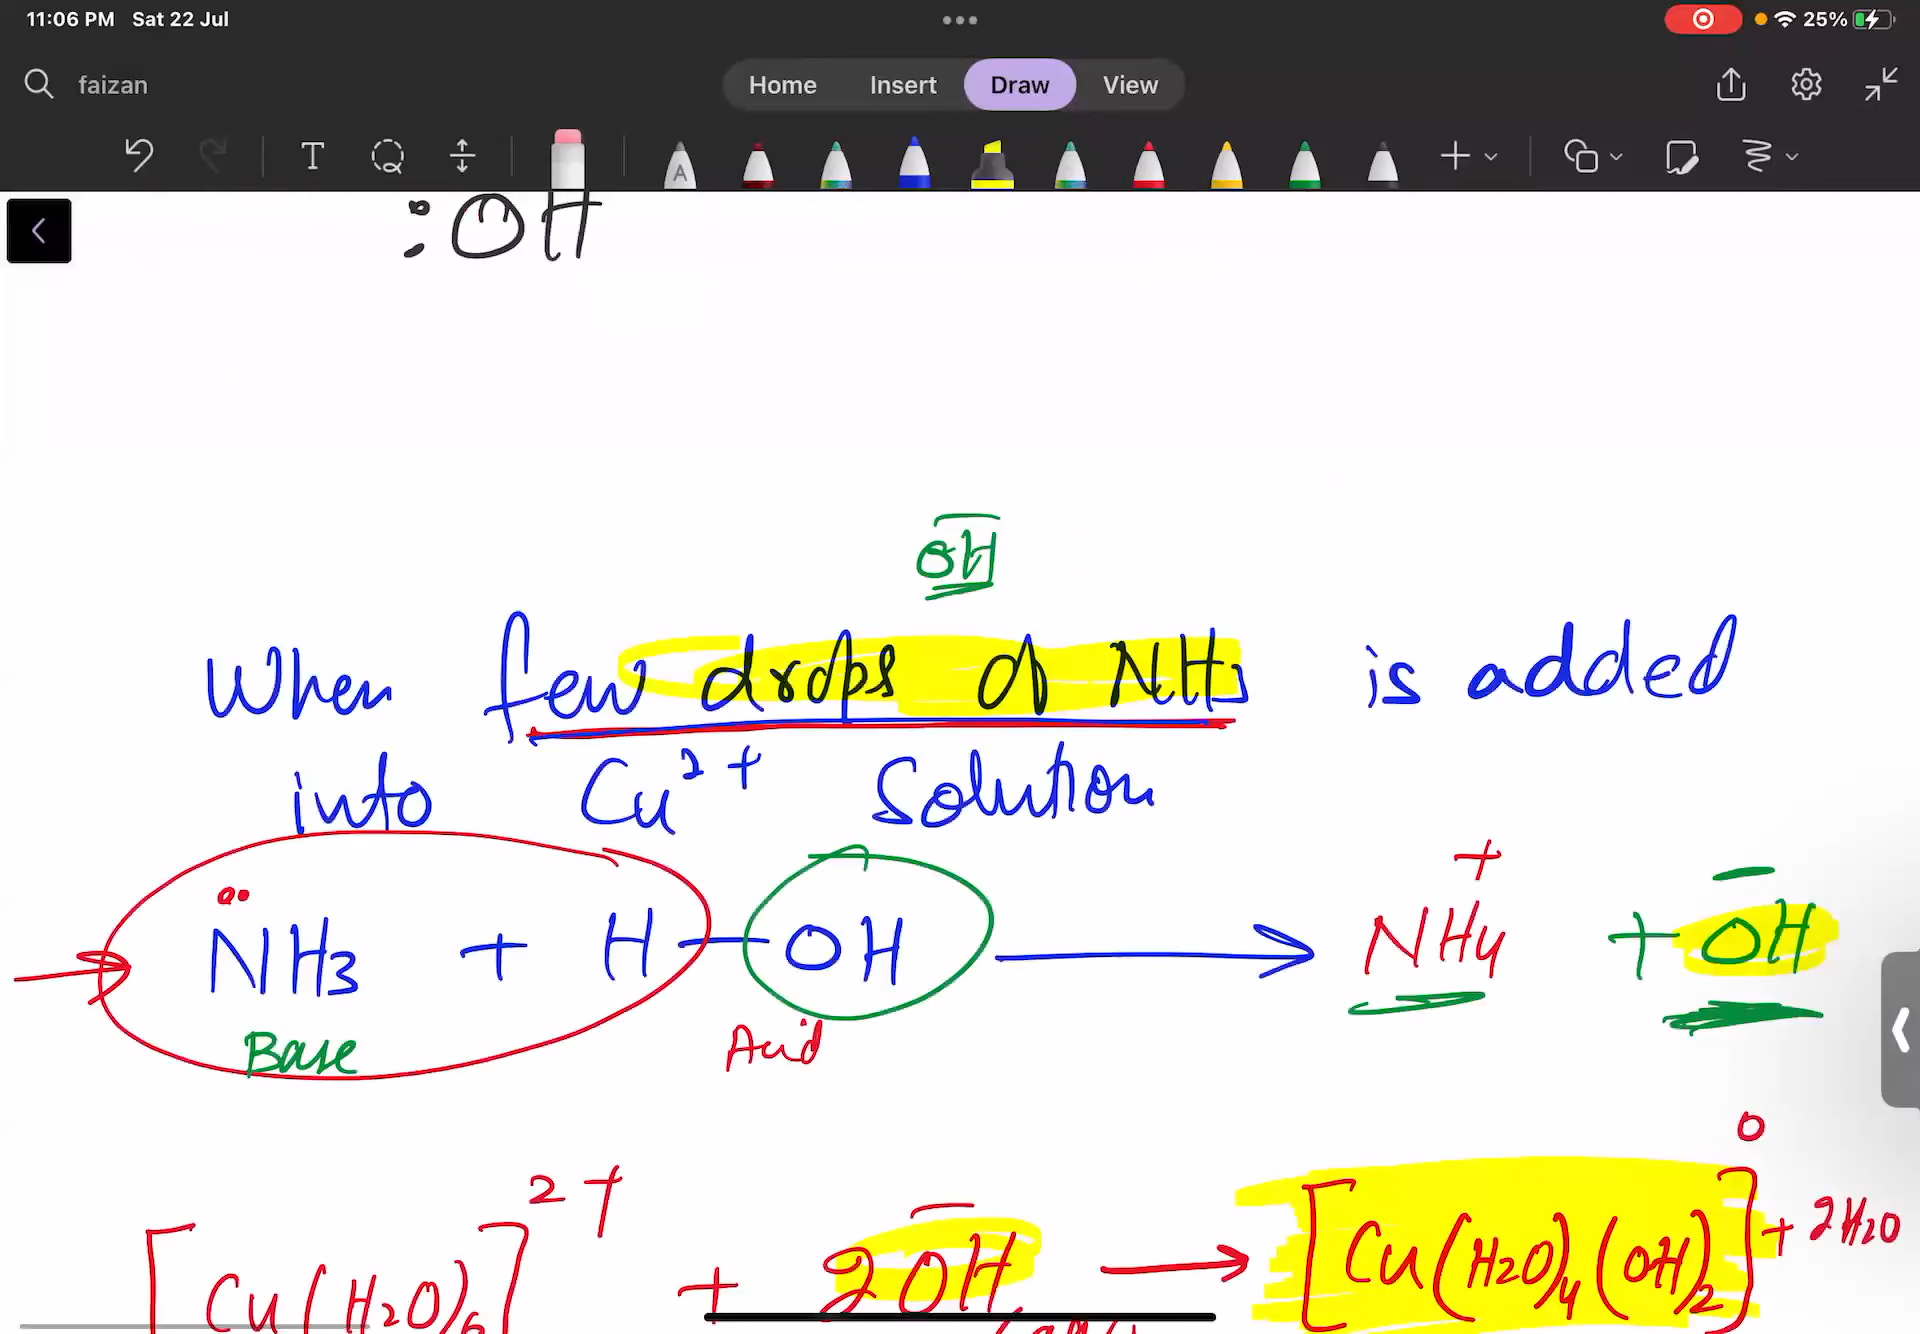 11:06 PM Sat 22 Jul
25%
faizan
Home Insert Draw View
T
A
:OH
OH
When few drops of NH3 is added
into Cu2+ Solution
NH3 + H-OH → NH4+ + OH-
Base Acid
[Cu(H2O)6]2+ + 2OH- → [Cu(H2O)4(OH)2]0 + 2H2O